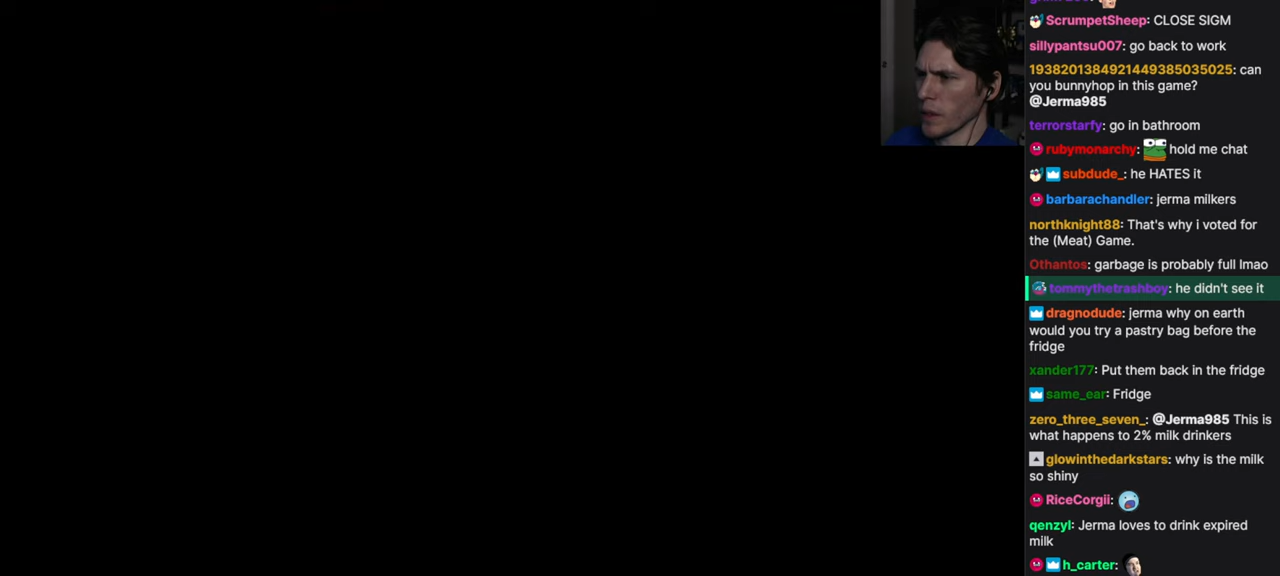 ScrumpetSheep: CLOSE SIGM
sillypantsu007: go back to work
1938201384921449385035025: can
you bunnyhop in this game?
@Jerma985
terrorstarfy: go in bathroom
rubymonarchy: hold me chat
subdude_: he HATES it
barbarachandler: jerma milkers
northknight88: That's why i voted for
the (Meat) Game.
Othantos: garbage is probably full lmao
tommythetrashboy: he didn't see it
dragnodude: jerma why on earth
would you try a pastry bag before the
fridge
xander177: Put them back in the fridge
same_ear: Fridge
zero_three_seven_: @Jerma985 This is
what happens to 2% milk drinkers
glowinthedarkstars: why is the milk
so shiny
RiceCorgii:
qenzyl: Jerma loves to drink expired
milk
h_carter: